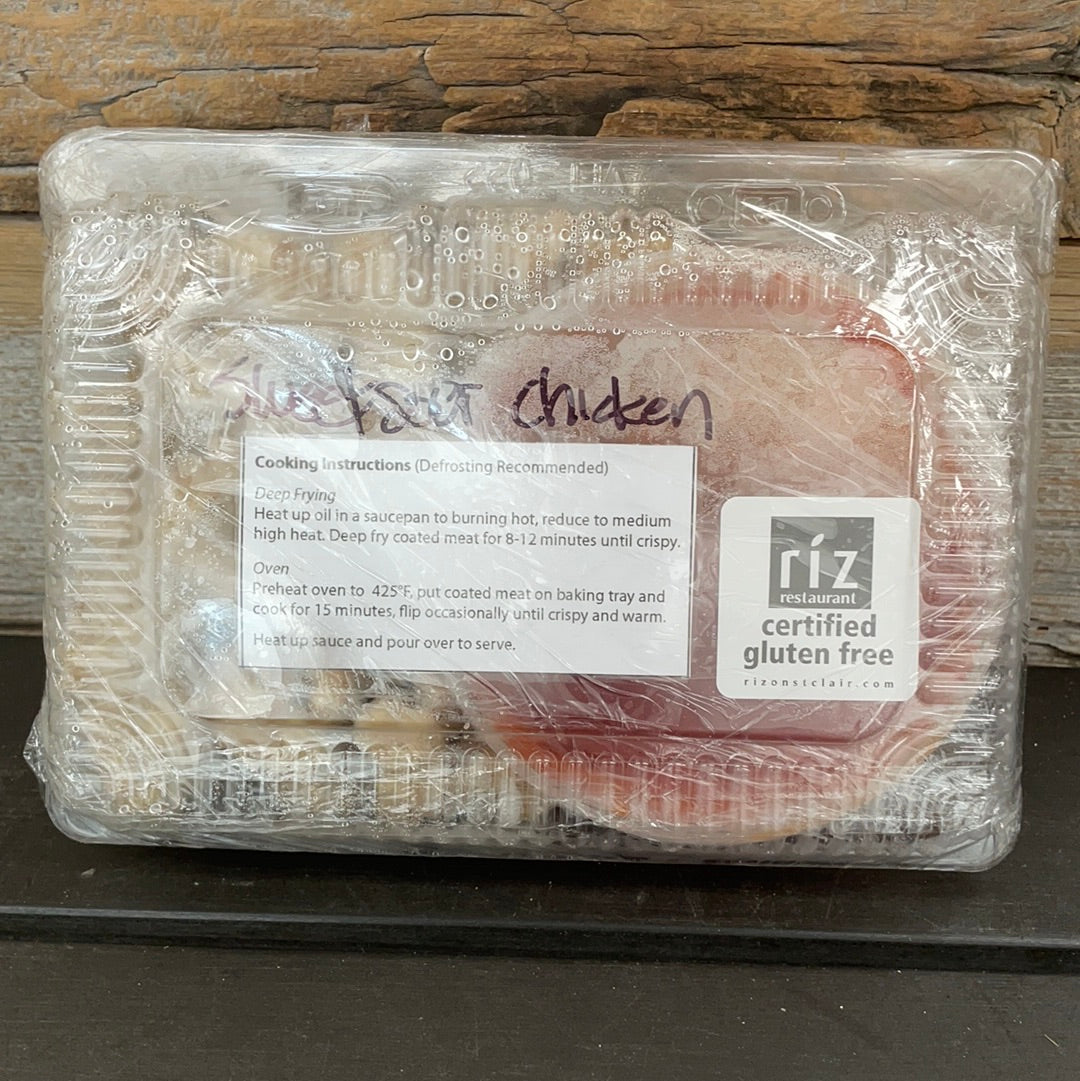 Sweet & Sour Chicken
Cooking Instructions (Defrosting Recommended)
Deep Frying
Heat up oil in a saucepan to burning hot, reduce to medium
high heat. Deep fry coated meat for 8-12 minutes until crispy.
Oven
Preheat oven to 425°F, put coated meat on baking tray and
cook for 15 minutes, flip occasionally until crispy and warm.
Heat up sauce and pour over to serve.
ríz
restaurant
certified
gluten free
rizonstclair.com